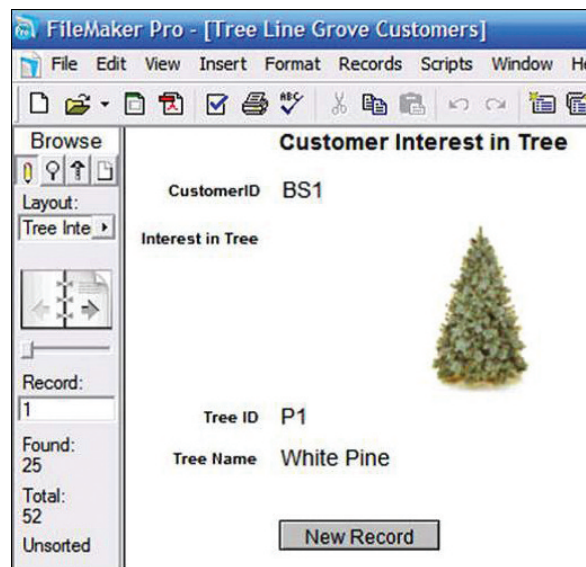 FileMaker Pro - [Tree Line Grove Customers]
File Edit View Insert Format Records Scripts Window
ABC
Browse
Layout:
Tree Inte
Record:
1
Found:
25
Total:
52
Unsorted
Customer Interest in Tree
CustomerID BS1
Interest in Tree
Tree ID P1
Tree Name White Pine
New Record